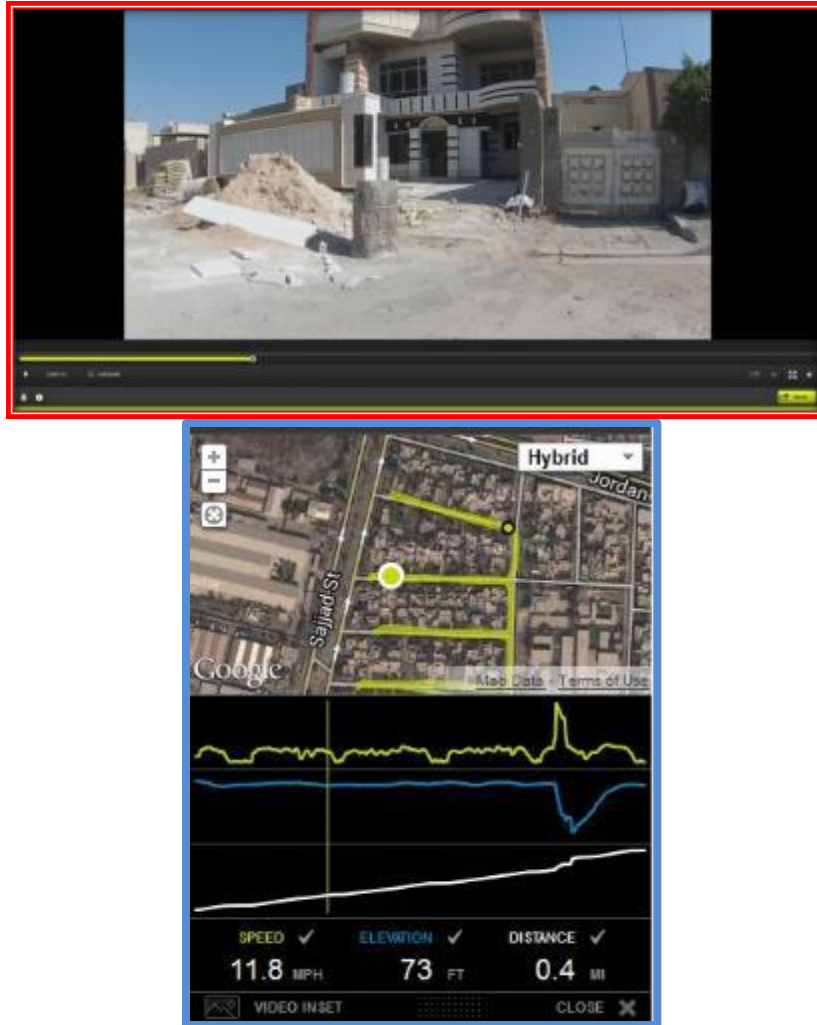 Hybrid
Jordan
Sajjad St
Google
Map Data - Terms of Use
SPEED ELEVATION DISTANCE
11.8 MPH 73 FT 0.4 MI
VIDEO INSET CLOSE